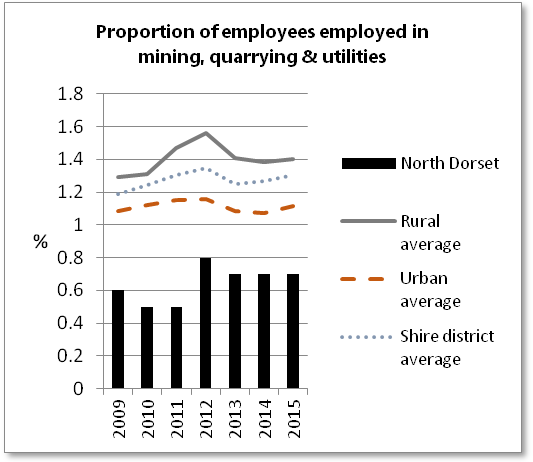 Proportion of employees employed in
mining, quarrying & utilities
1.8
1.6
1.4
1.2
1
0.8
0.6
0.4
0.2
0
%
2009
2010
2011
2012
2013
2014
2015
North Dorset
Rural
average
Urban
average
Shire district
average